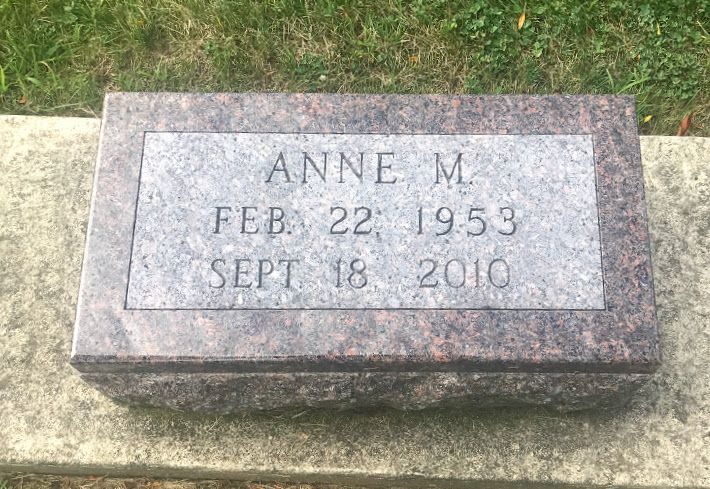 ANNE M.
FEB. 22, 1953
SEPT. 18, 2010